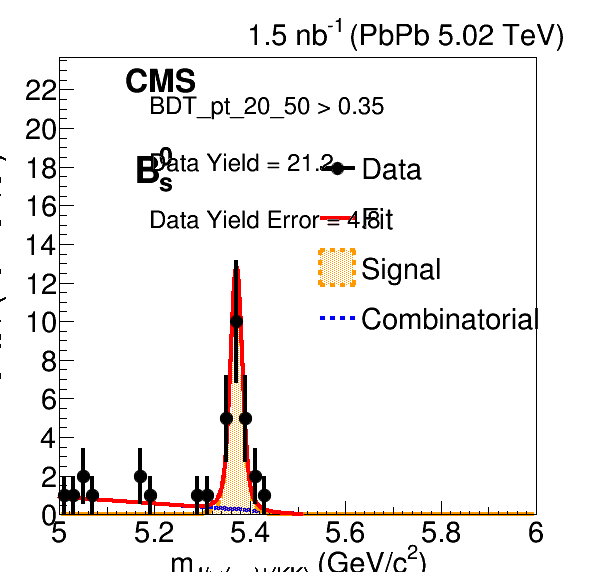 1.5 nb⁻¹ (PbPb 5.02 TeV)
CMS
BDT_pt_20_50 > 0.35
B⁰ₛ
Data Yield = 21.2
Data Yield Error = 4.8
Data
Fit
Signal
Combinatorial
22
20
18
16
14
12
10
8
6
4
2
0
5 5.2 5.4 5.6 5.8 6
m (GeV/c²)